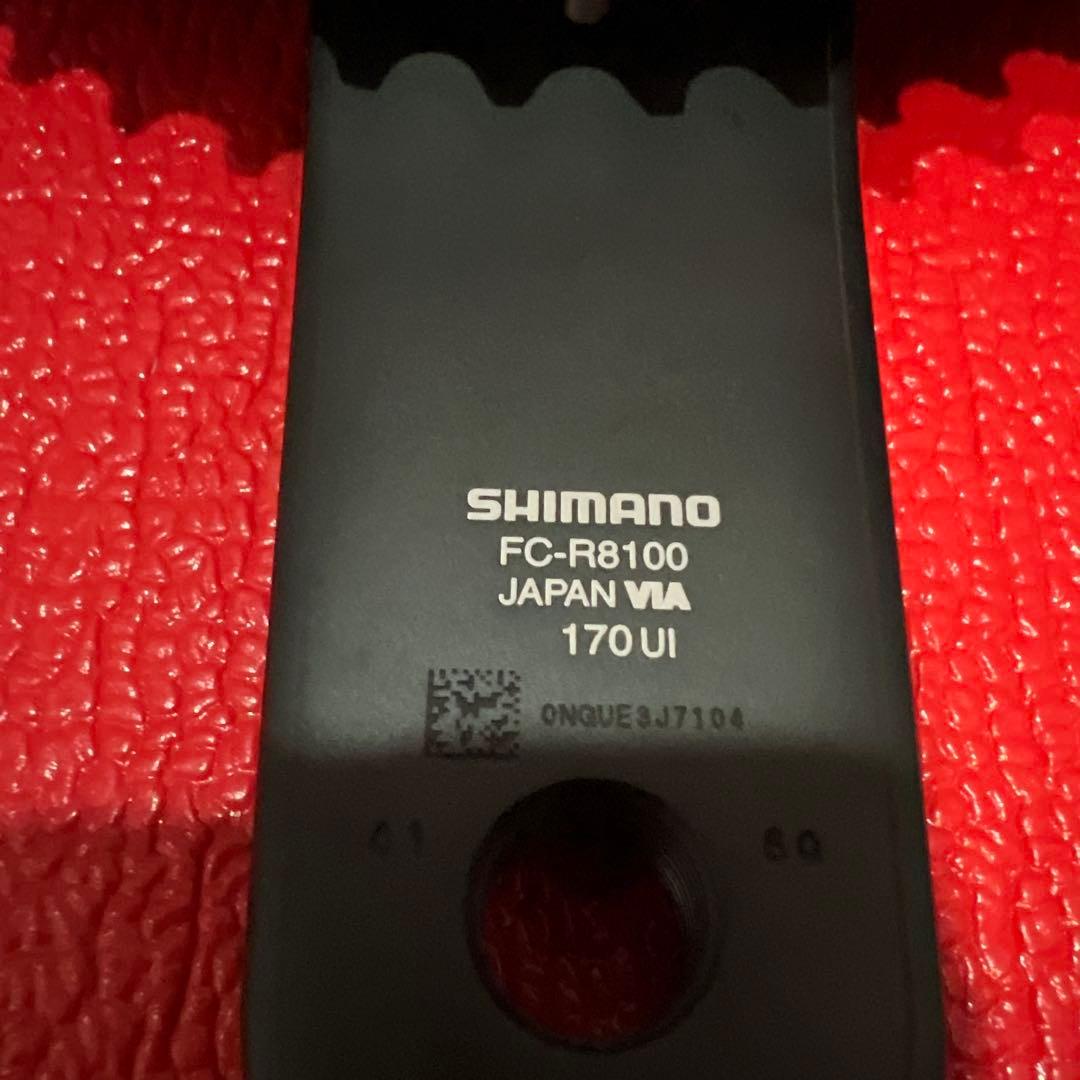 SHIMANO
FC-R8100
JAPAN VIA
170 UI
0NQUE3J7104